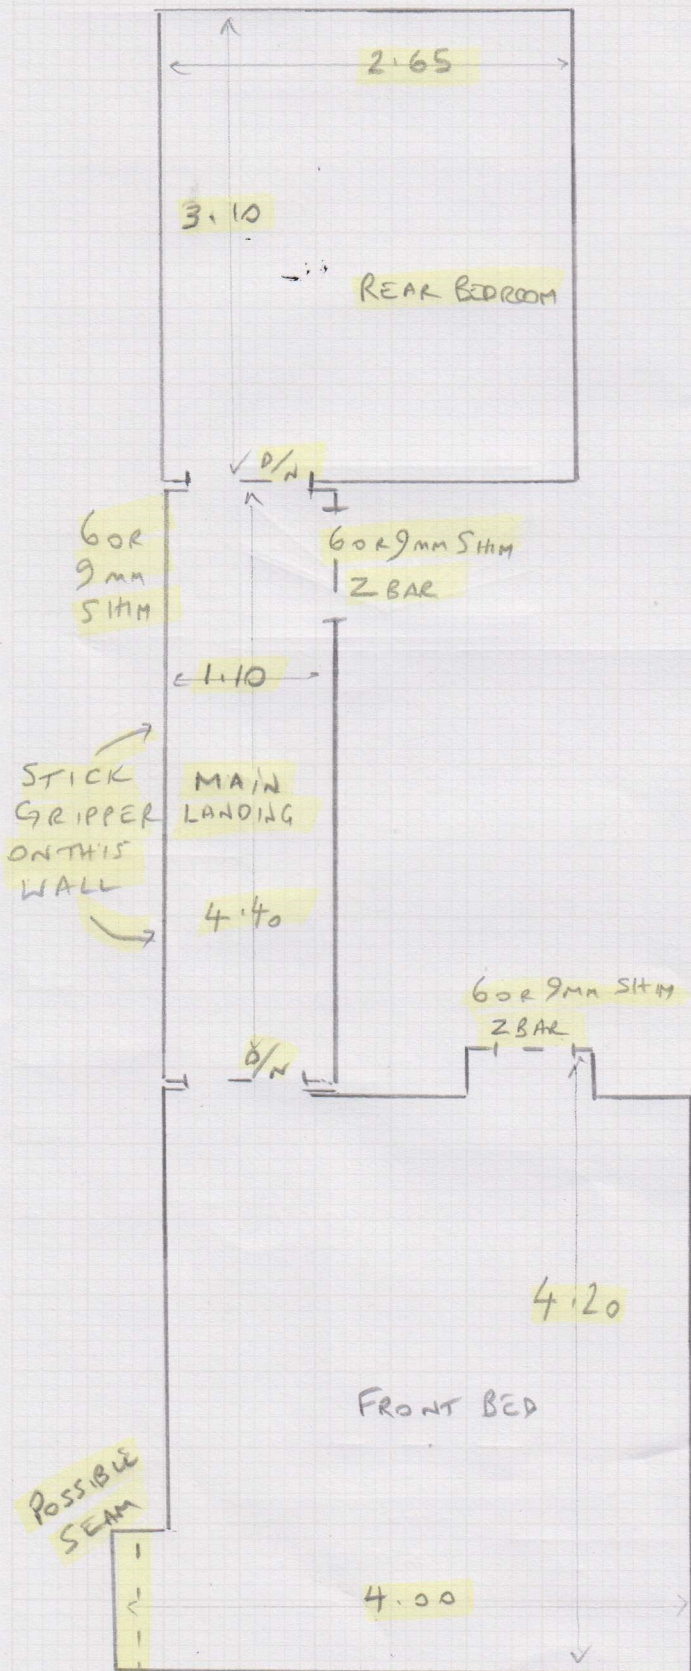 2.65
3.10
REAR BEDROOM
D/N
6 OR
9MM
SHIM
6 OR 9MM SHIM
Z BAR
1.10
STICK
GRIPPER
ON THIS
WALL
MAIN
LANDING
4.40
6 OR 9MM SHIM
Z BAR
D/N
4.20
FRONT BED
POSSIBLE
SEAM
4.00